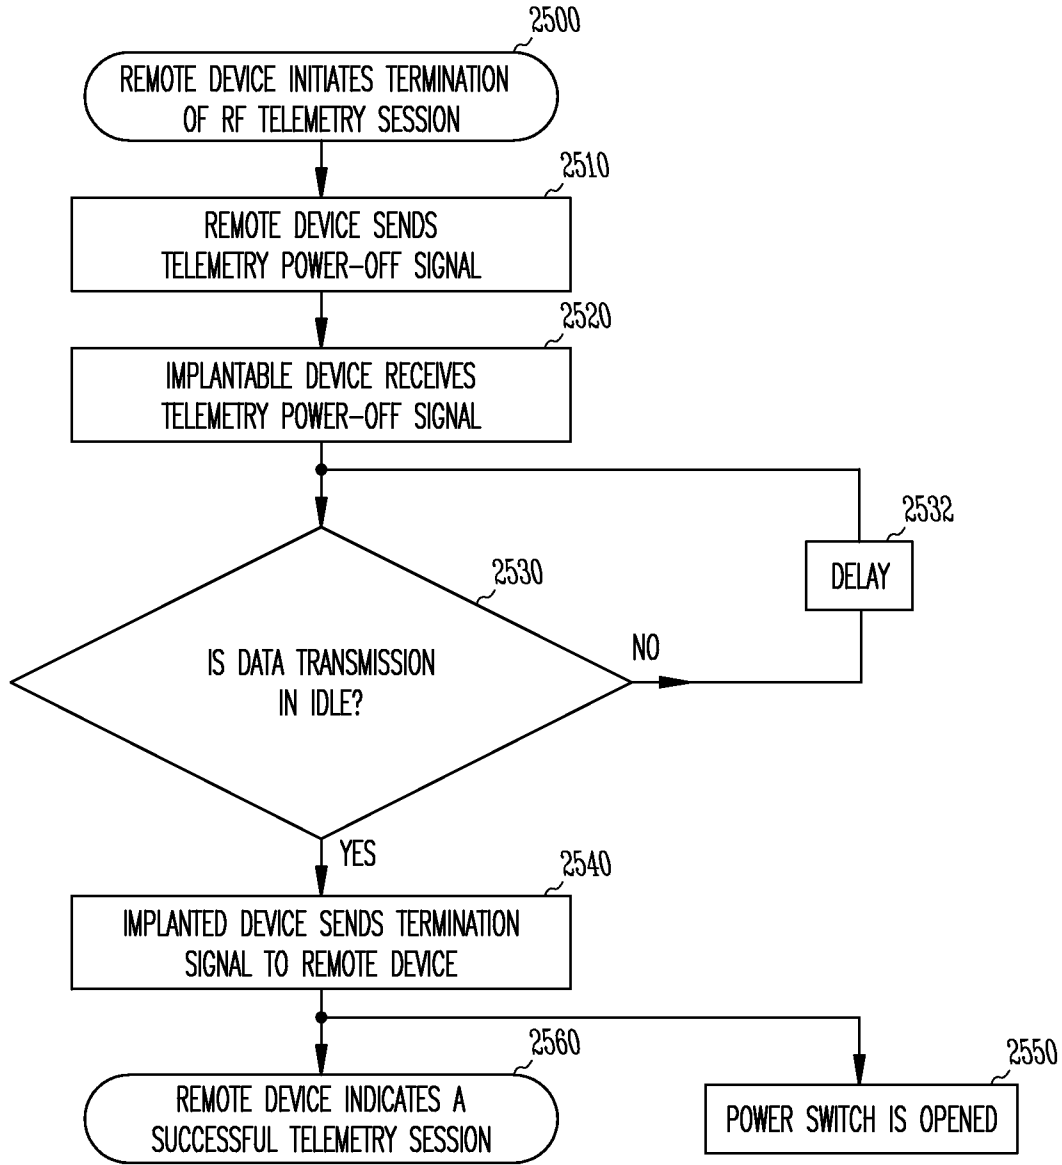 2500
REMOTE DEVICE INITIATES TERMINATION
OF RF TELEMETRY SESSION
2510
REMOTE DEVICE SENDS
TELEMETRY POWER-OFF SIGNAL
2520
IMPLANTABLE DEVICE RECEIVES
TELEMETRY POWER-OFF SIGNAL
2532
DELAY
2530
IS DATA TRANSMISSION
IN IDLE?
NO
YES
2540
IMPLANTED DEVICE SENDS TERMINATION
SIGNAL TO REMOTE DEVICE
2560
REMOTE DEVICE INDICATES A
SUCCESSFUL TELEMETRY SESSION
2550
POWER SWITCH IS OPENED